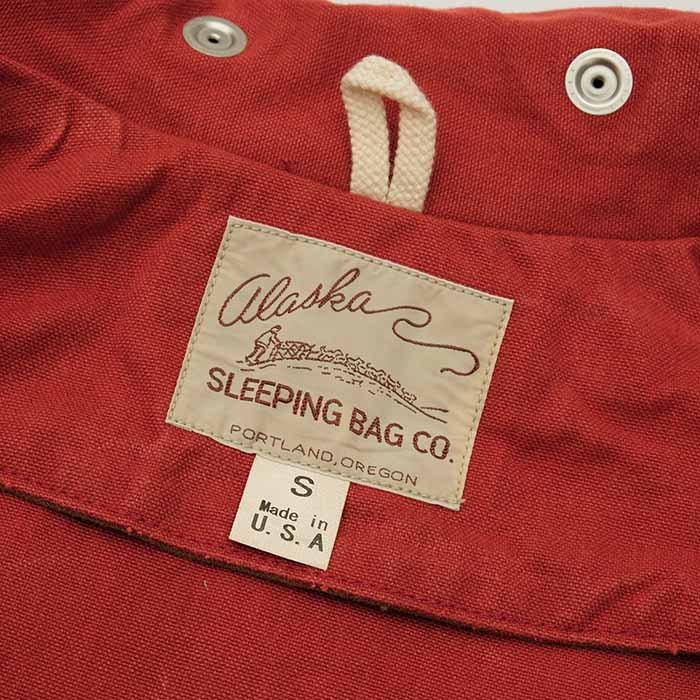 Alaska
SLEEPING BAG CO.
PORTLAND, OREGON
S
Made in
U.S.A